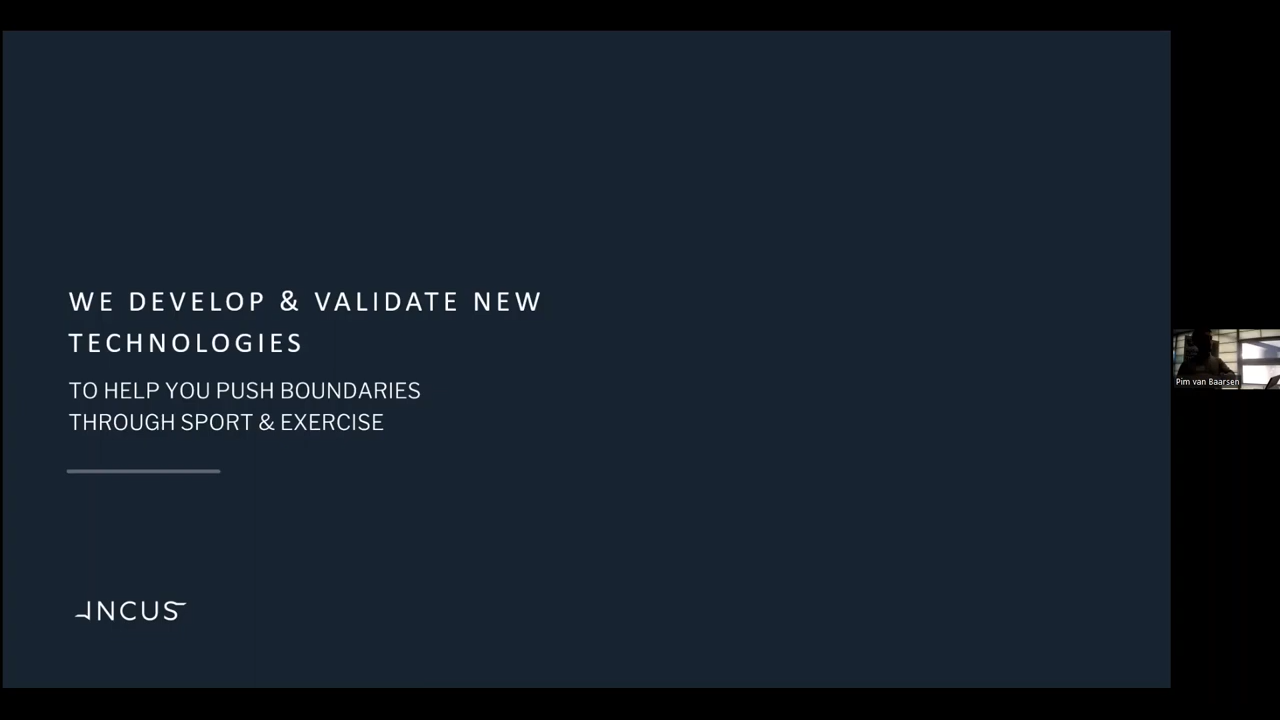 WE DEVELOP & VALIDATE NEW
TECHNOLOGIES
TO HELP YOU PUSH BOUNDARIES
THROUGH SPORT & EXERCISE
INCUS
Pim van Baarsen